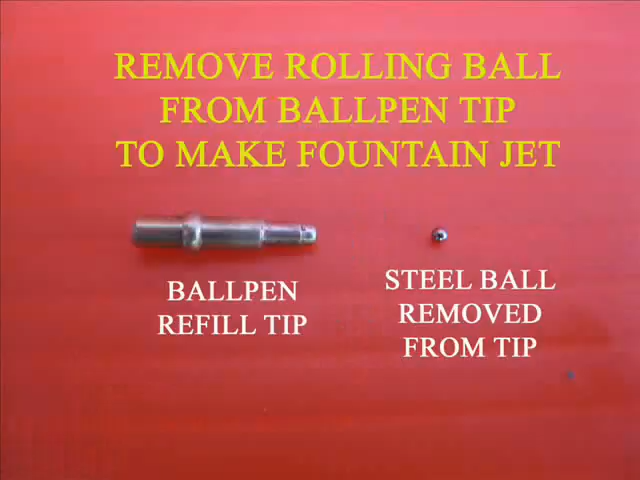 REMOVE ROLLING BALL
FROM BALLPEN TIP
TO MAKE FOUNTAIN JET
BALLPEN
REFILL TIP
STEEL BALL
REMOVED
FROM TIP